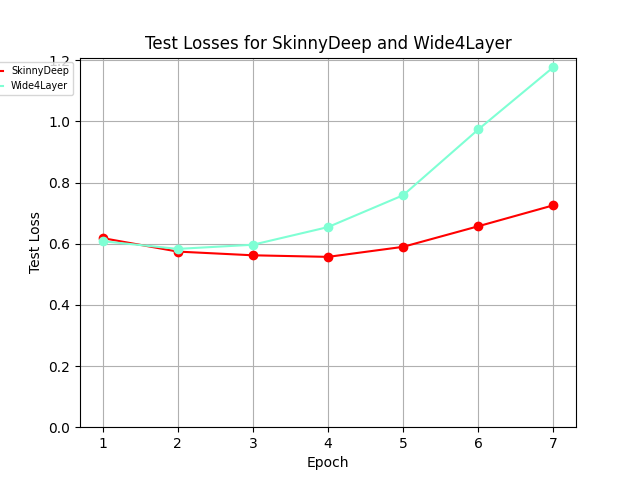 Test Losses for SkinnyDeep and Wide4Layer
SkinnyDeep
Wide4Layer
1.2
1.0
0.8
0.6
0.4
0.2
0.0
Test Loss
1 2 3 4 5 6 7
Epoch